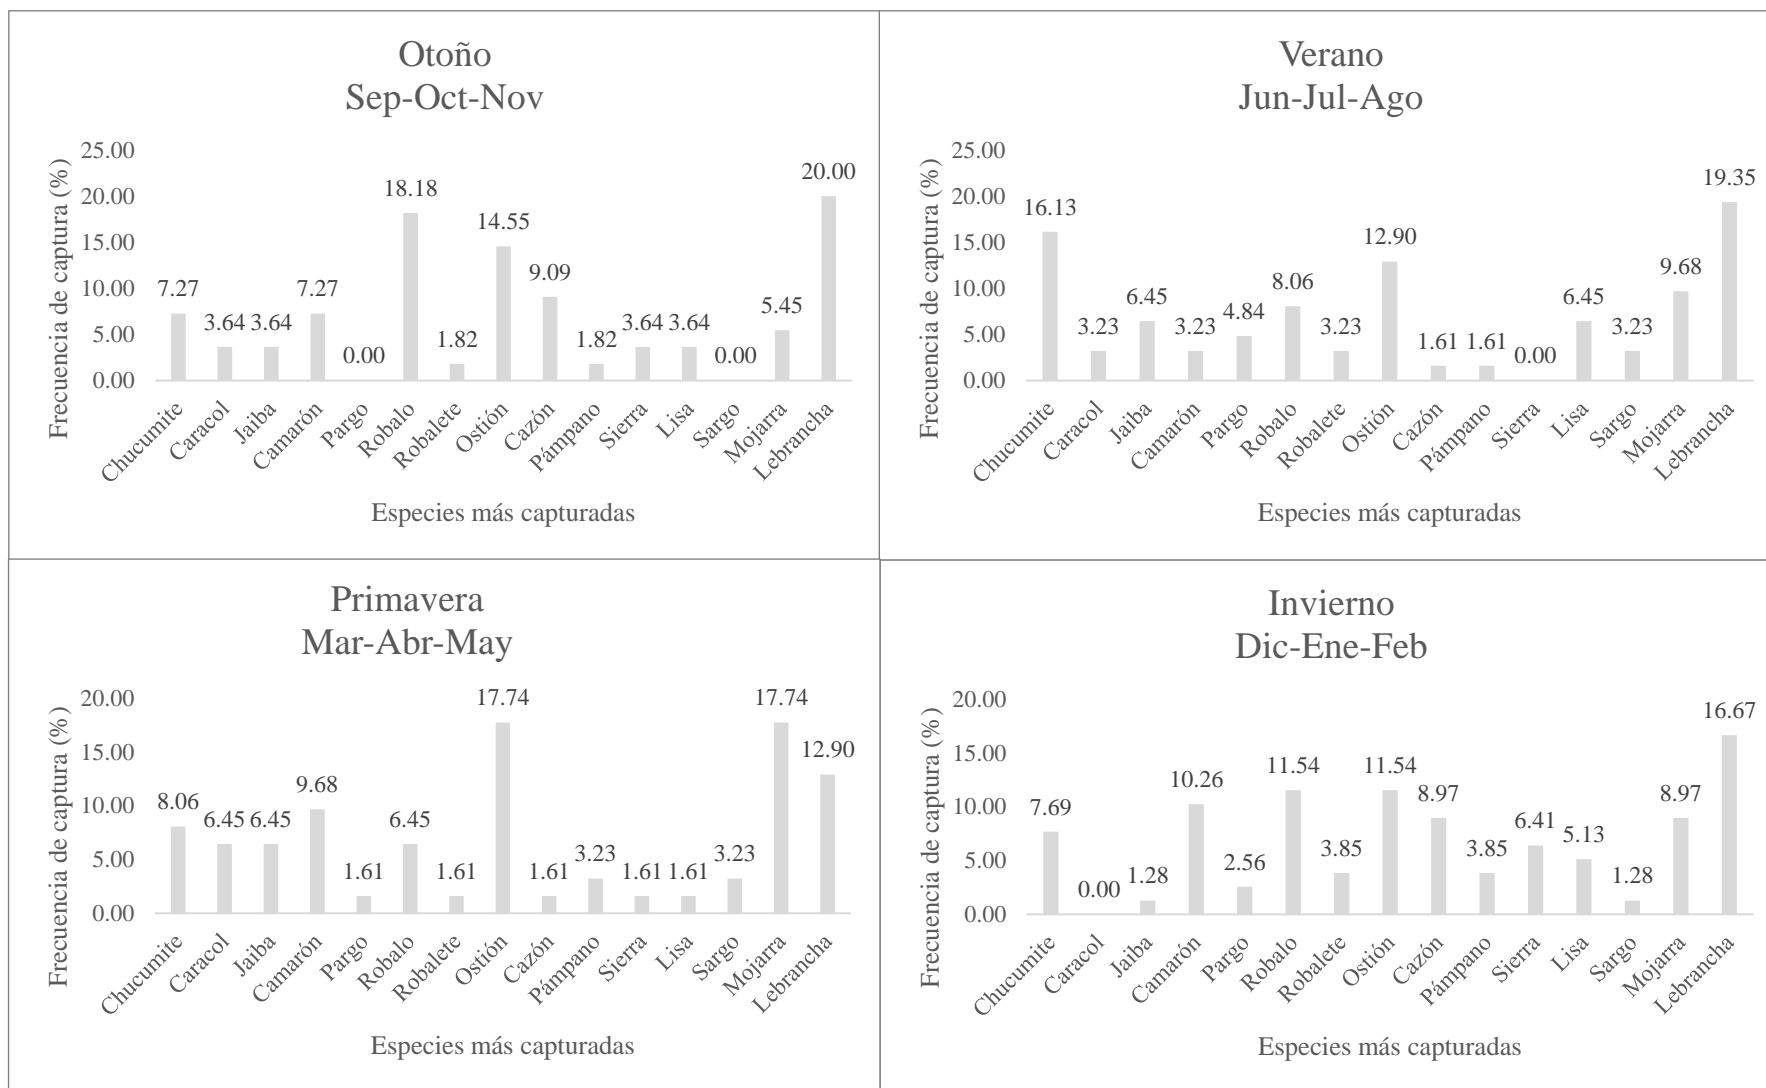 Otoño
Sep-Oct-Nov
Frecuencia de captura (%)
25.00
20.00
15.00
10.00
5.00
0.00
7.27
3.64
3.64
7.27
0.00
18.18
1.82
14.55
9.09
1.82
3.64
3.64
0.00
5.45
20.00
Chucumite
Caracol
Jaiba
Camarón
Pargo
Robalo
Robalete
Ostión
Cazón
Pámpano
Sierra
Lisa
Sargo
Mojarra
Lebrancha
Especies más capturadas
Verano
Jun-Jul-Ago
Frecuencia de captura (%)
25.00
20.00
15.00
10.00
5.00
0.00
16.13
3.23
6.45
3.23
4.84
8.06
3.23
12.90
1.61
1.61
0.00
6.45
3.23
9.68
19.35
Chucumite
Caracol
Jaiba
Camarón
Pargo
Robalo
Robalete
Ostión
Cazón
Pámpano
Sierra
Lisa
Sargo
Mojarra
Lebrancha
Especies más capturadas
Primavera
Mar-Abr-May
Frecuencia de captura (%)
20.00
15.00
10.00
5.00
0.00
8.06
6.45
6.45
9.68
1.61
6.45
1.61
17.74
1.61
3.23
1.61
1.61
3.23
17.74
12.90
Chucumite
Caracol
Jaiba
Camarón
Pargo
Robalo
Robalete
Ostión
Cazón
Pámpano
Sierra
Lisa
Sargo
Mojarra
Lebrancha
Especies más capturadas
Invierno
Dic-Ene-Feb
Frecuencia de captura (%)
20.00
15.00
10.00
5.00
0.00
7.69
0.00
1.28
10.26
2.56
11.54
3.85
11.54
8.97
3.85
6.41
5.13
1.28
8.97
16.67
Chucumite
Caracol
Jaiba
Camarón
Pargo
Robalo
Robalete
Ostión
Cazón
Pámpano
Sierra
Lisa
Sargo
Mojarra
Lebrancha
Especies más capturadas